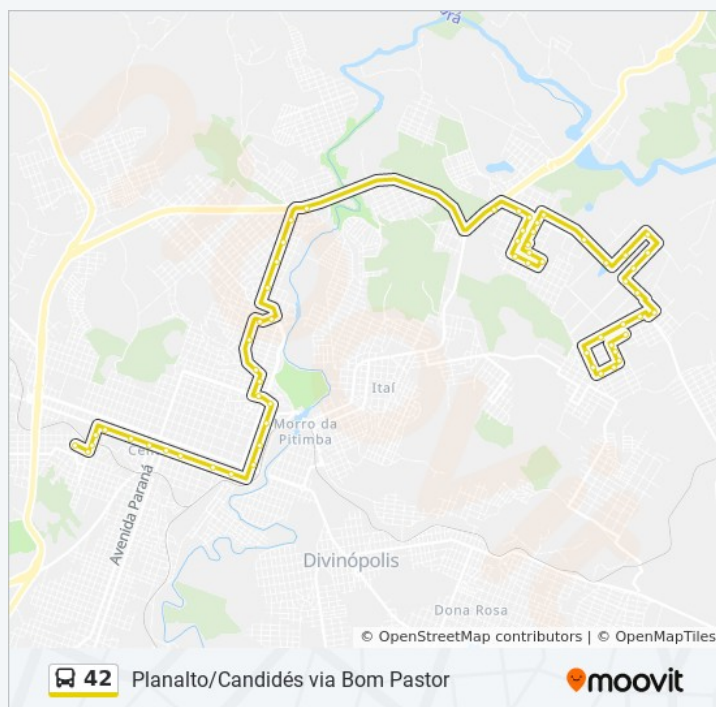 Itaí
Morro da
Pitimba
Avenida Paraná
Divinópolis
Dona Rosa
© OpenStreetMap contributors | © OpenMapTiles
42 Planalto/Candidés via Bom Pastor
moovit